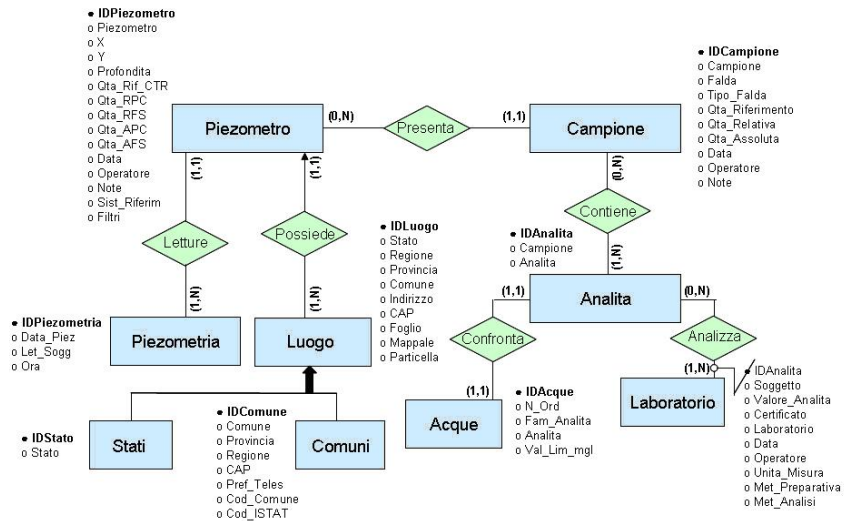 ● IDPiezometro
o Piezometro
o X
o Y
o Profondita
o Qta_Rif_CTR
o Qta_RPC
o Qta_RFS
o Qta_APC
o Qta_AFS
o Data
o Operatore
o Note
o Sist_Riferim
o Filtri
● IDCampione
o Campione
o Falda
o Tipo_Falda
o Qta_Riferimento
o Qta_Relativa
o Qta_Assoluta
o Data
o Operatore
o Note
Piezometro
(0,N)
Presenta
(1,1)
Campione
(1,1)
(1,1)
(0,N)
Letture
Possiede
Contiene
● IDLuogo
o Stato
o Regione
o Provincia
o Comune
o Indirizzo
o CAP
o Foglio
o Mappale
o Particella
● IDAnalita
o Campione
o Analita
(1,N)
(1,N)
(1,N)
(1,1)
Analita
(0,N)
● IDPiezometria
o Data_Piez
o Let_Sogg
o Ora
Piezometria
Luogo
Confronta
Analizza
(1,1)
(1,N)
● IDAcque
o N_Ord
o Fam_Analita
o Analita
o Val_Lim_mgl
Acque
Laboratorio
● IDAnalita
o Soggetto
o Valore_Analita
o Certificato
o Laboratorio
o Data
o Operatore
o Unita_Misura
o Met_Preparativa
o Met_Analisi
● IDStato
o Stato
Stati
● IDComune
o Comune
o Provincia
o Regione
o CAP
o Pref_Teles
o Cod_Comune
o Cod_ISTAT
Comuni